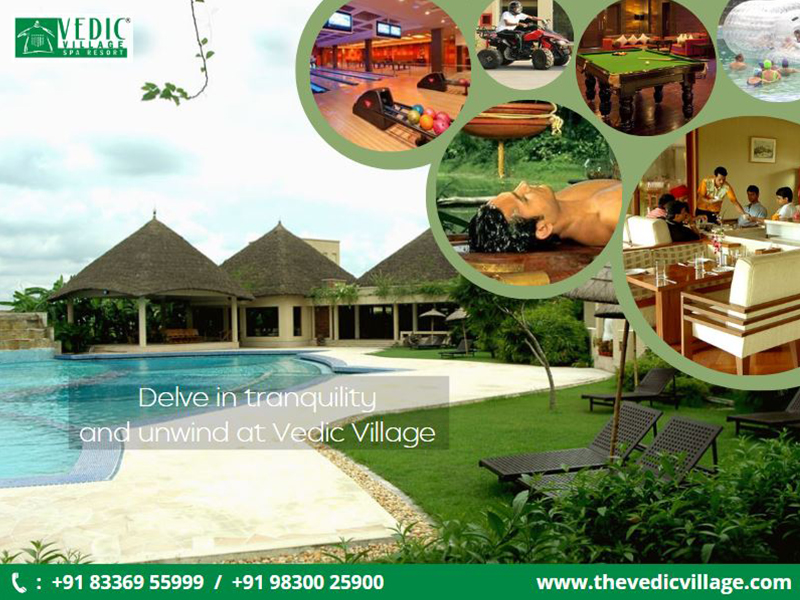 VEDIC
VILLAGE
SPA RESORT
Delve in tranquility
and unwind at Vedic Village
: +91 83369 55999 / +91 98300 25900
www.thevedicvillage.com